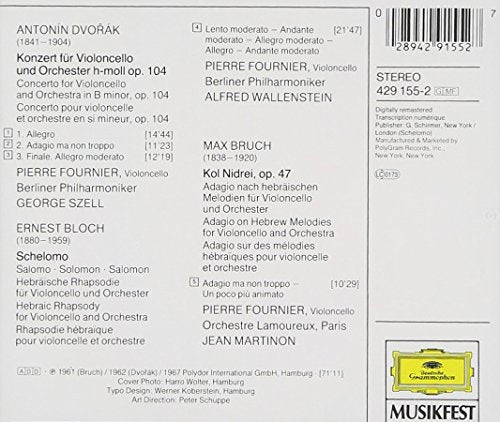 ANTONÍN DVOŘÁK
(1841–1904)
Konzert für Violoncello
und Orchester h-moll op. 104
Concerto for Violoncello
and Orchestra in B minor, op. 104
Concerto pour violoncelle
et orchestre en si mineur, op. 104
1 1. Allegro [14'44]
2 2. Adagio ma non troppo [11'23]
3 3. Finale. Allegro moderato [12'19]
PIERRE FOURNIER, Violoncello
Berliner Philharmoniker
GEORGE SZELL
ERNEST BLOCH
(1880–1959)
Schelomo
Salomo · Solomon · Salomon
Hebräische Rhapsodie
für Violoncello und Orchester
Hebraic Rhapsody
for Violoncello and Orchestra
Rhapsodie hébraïque
pour violoncelle et orchestre
4 Lento moderato – Andante [21'47]
moderato – Allegro moderato –
Allegro – Andante moderato
PIERRE FOURNIER, Violoncello
Berliner Philharmoniker
ALFRED WALLENSTEIN
MAX BRUCH
(1838–1920)
Kol Nidrei, op. 47
Adagio nach hebräischen
Melodien für Violoncello
und Orchester
Adagio on Hebrew Melodies
for Violoncello and Orchestra
Adagio sur des mélodies
hébraïques pour violoncelle
et orchestre
5 Adagio ma non troppo – [10'29]
Un poco più animato
PIERRE FOURNIER, Violoncello
Orchestre Lamoureux, Paris
JEAN MARTINON
ADD ℗ 1961 (Bruch) / 1962 (Dvořák) / 1967 Polydor International GmbH, Hamburg · [71'11]
Cover Photo: Harro Wolter, Hamburg
Typo Design: Werner Koberstein, Hamburg
Art Direction: Peter Schuppe
0 7
28942 91552
STEREO
429 155-2 GMF
Digitally remastered
Transcription numérique
Publisher: G. Schirmer, New York /
London (Schelomo)
Manufactured & Marketed by
PolyGram Records, Inc.,
New York, New York
LC 0173
Deutsche
Grammophon
MUSIKFEST